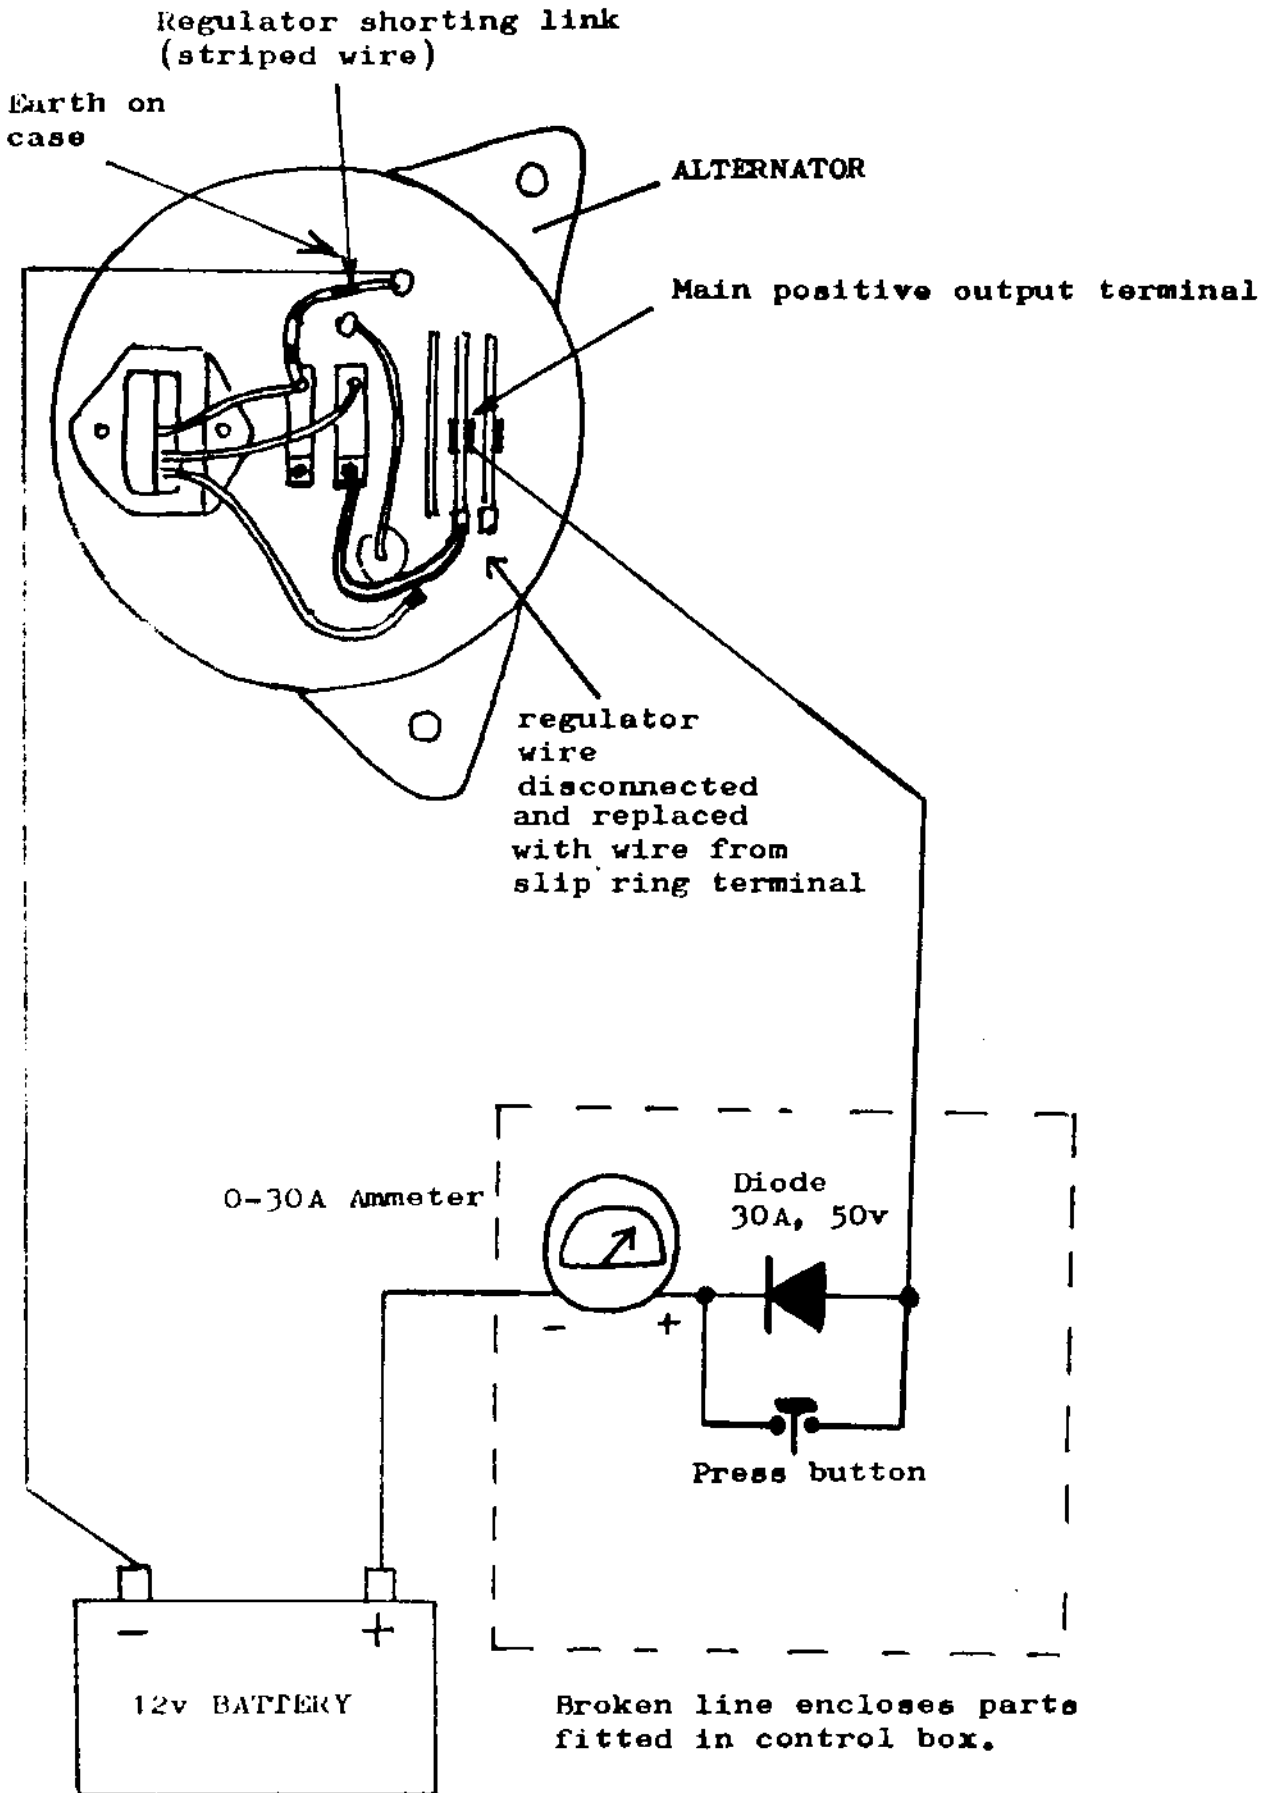 Regulator shorting link
(striped wire)
Earth on
case
ALTERNATOR
Main positive output terminal
regulator
wire
disconnected
and replaced
with wire from
slip ring terminal
0-30A Ammeter
Diode
30A, 50v
- +
Press button
- +
12v BATTERY
Broken line encloses parts
fitted in control box.